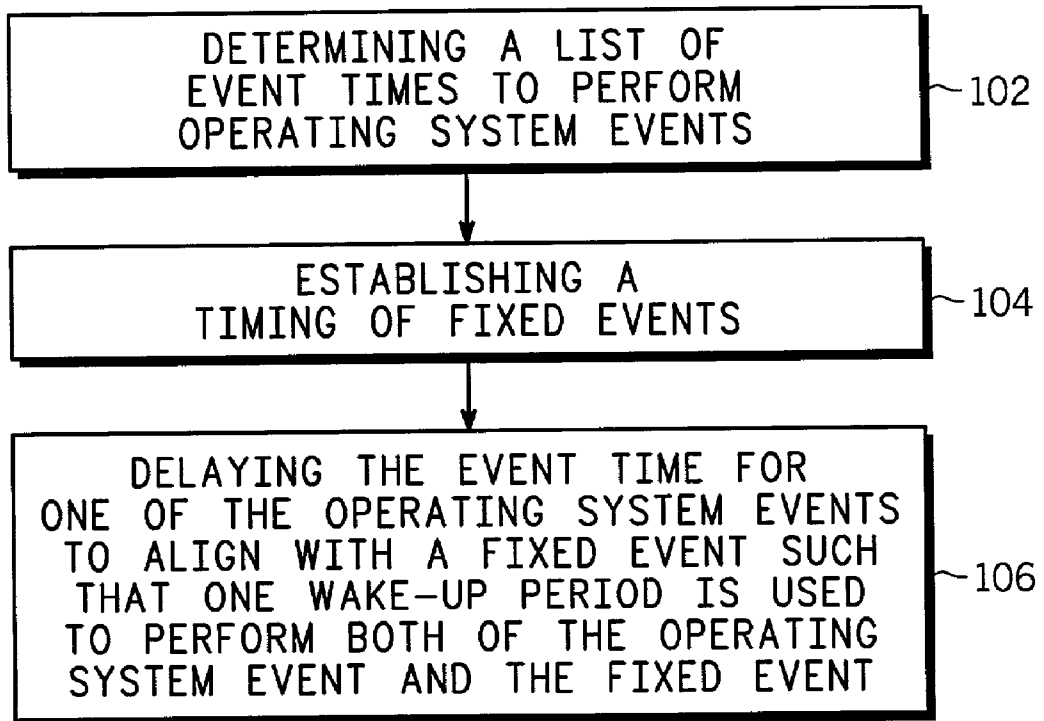 DETERMINING A LIST OF
EVENT TIMES TO PERFORM
OPERATING SYSTEM EVENTS
102
ESTABLISHING A
TIMING OF FIXED EVENTS
104
DELAYING THE EVENT TIME FOR
ONE OF THE OPERATING SYSTEM EVENTS
TO ALIGN WITH A FIXED EVENT SUCH
THAT ONE WAKE-UP PERIOD IS USED
TO PERFORM BOTH OF THE OPERATING
SYSTEM EVENT AND THE FIXED EVENT
106